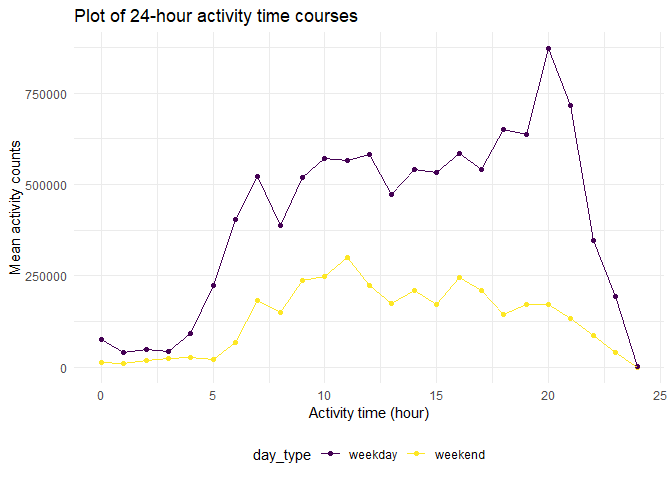 Plot of 24-hour activity time courses
Mean activity counts
750000
500000
250000
0
0 5 10 15 20 25
Activity time (hour)
day_type weekday weekend